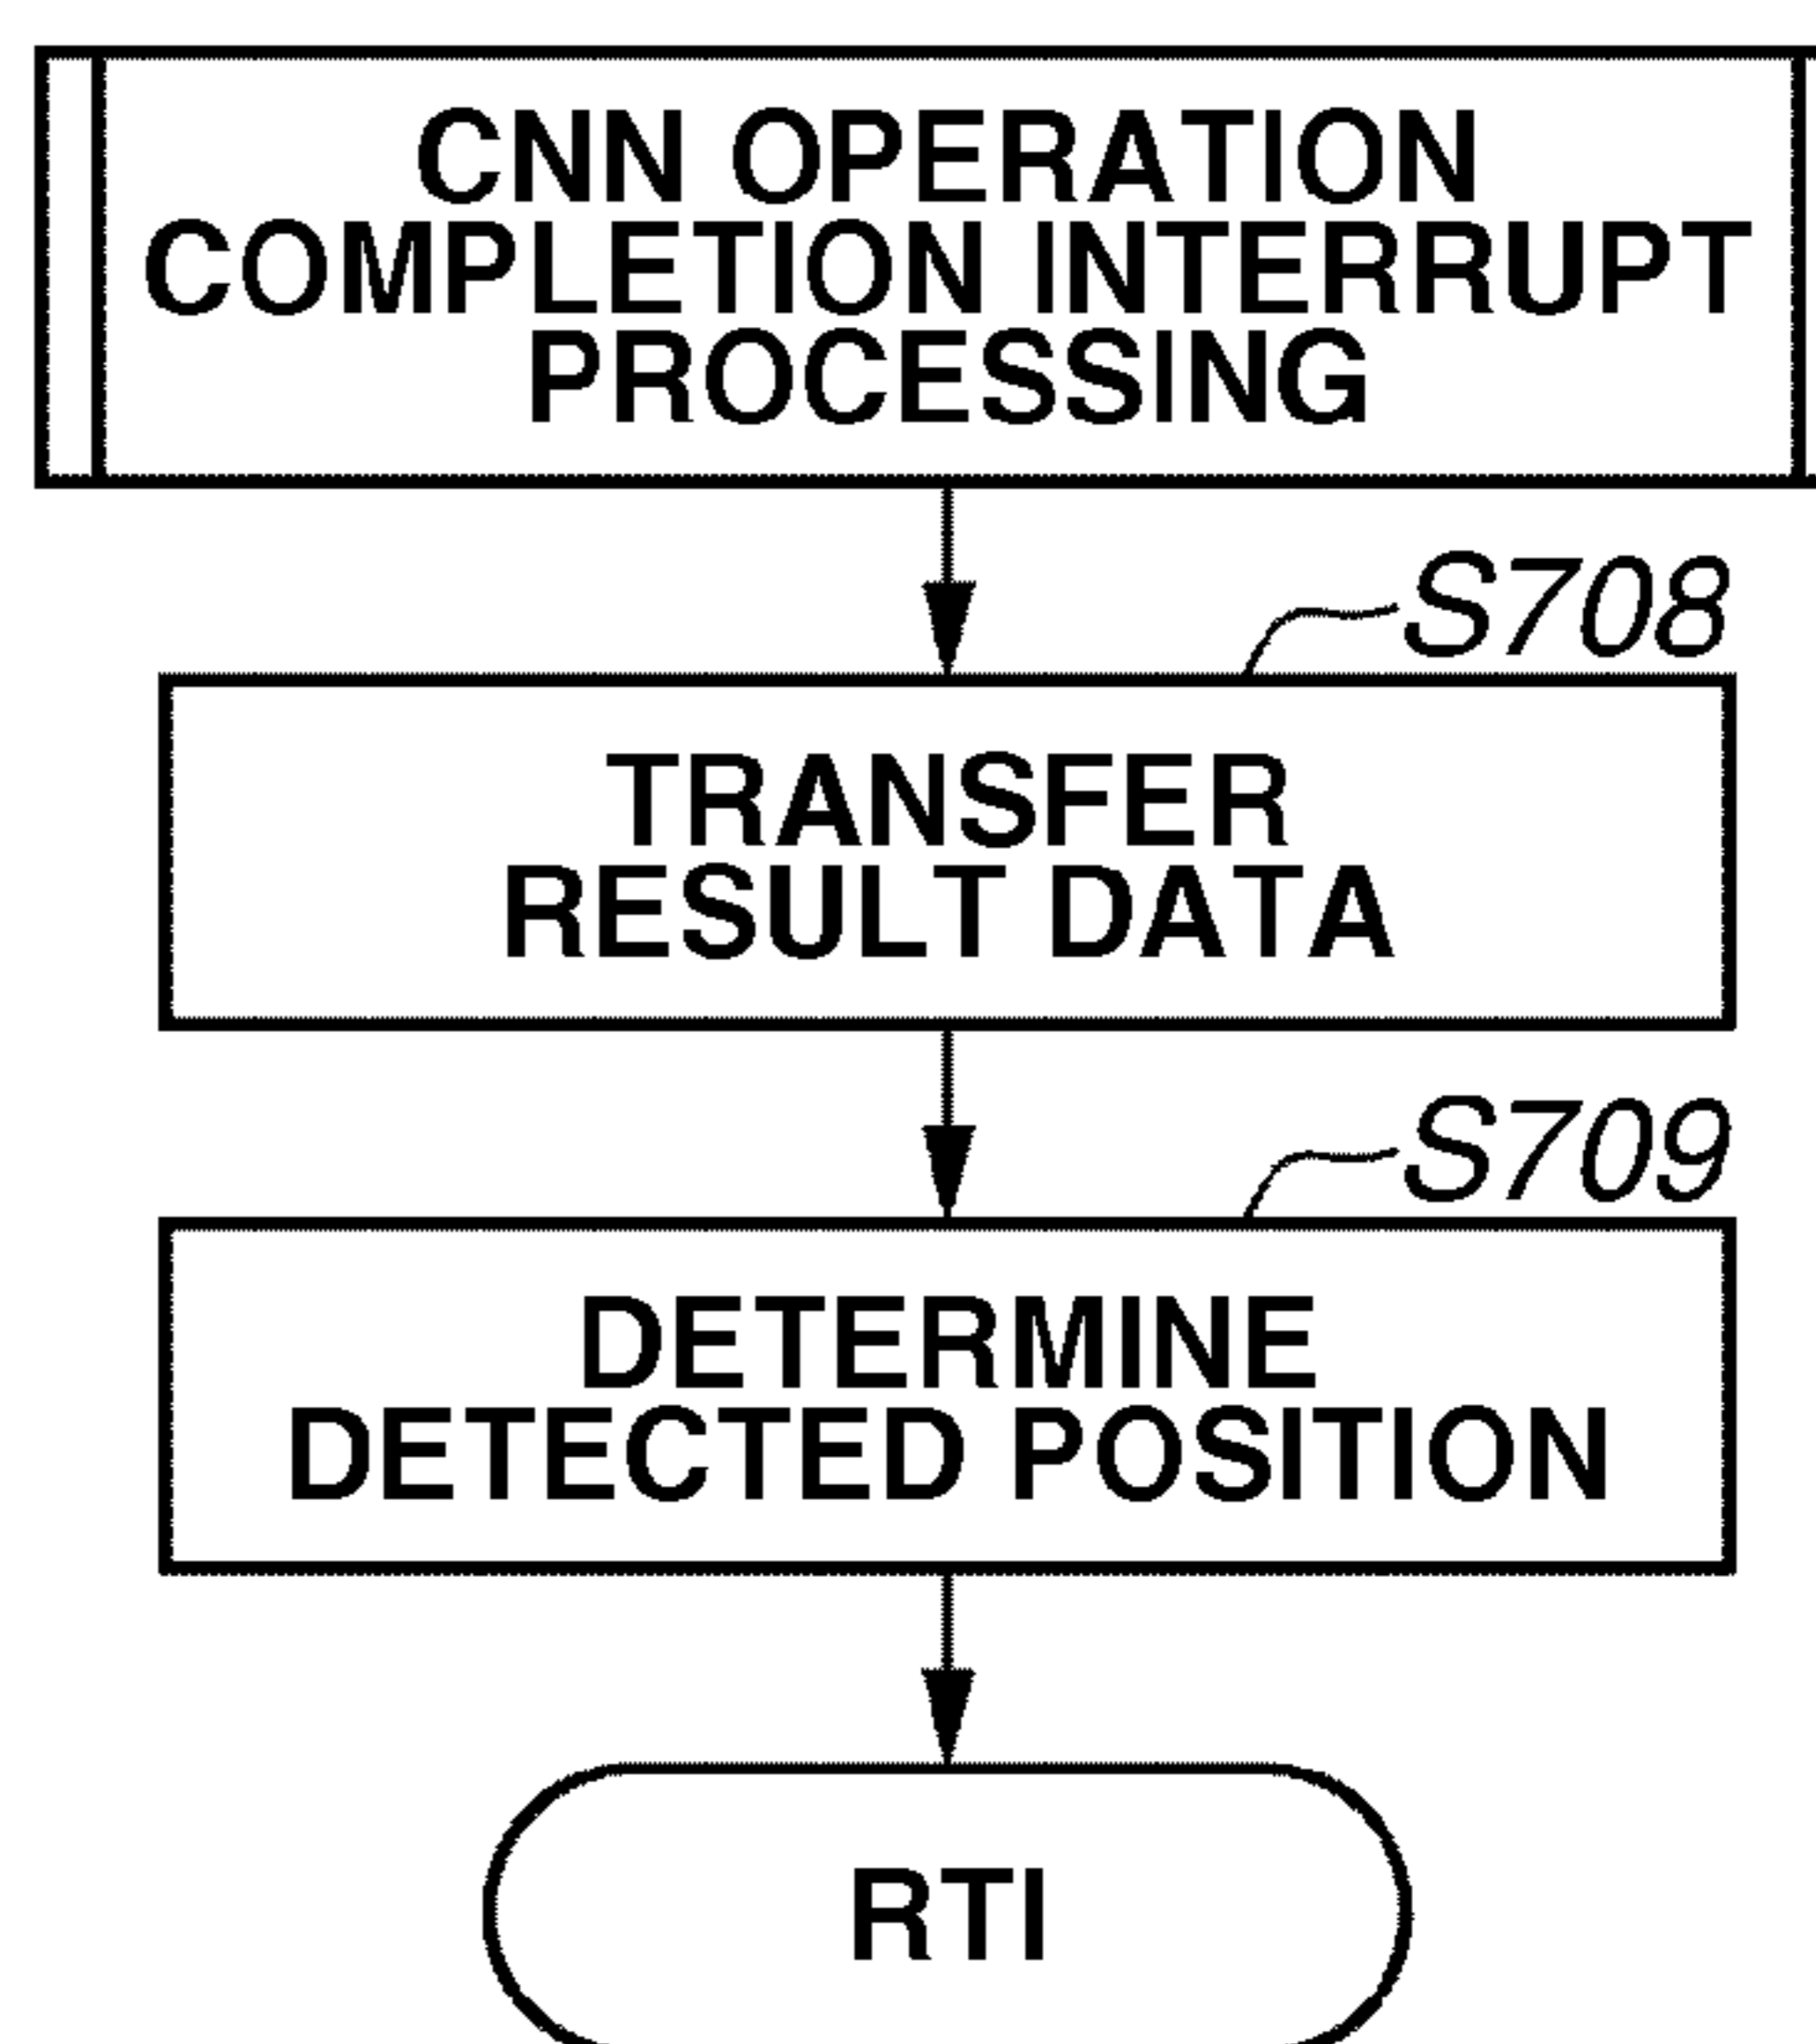 CNN OPERATION
COMPLETION INTERRUPT
PROCESSING
S708
TRANSFER
RESULT DATA
S709
DETERMINE
DETECTED POSITION
RTI